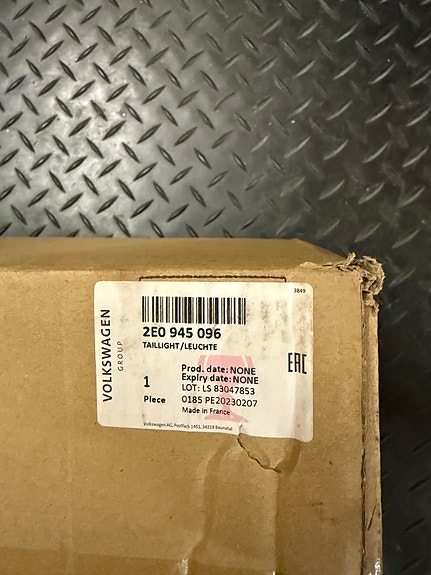 3849
VOLKSWAGEN
GROUP
2E0 945 096
TAILLIGHT/LEUCHTE
EAC
Prod. date: NONE
Expiry date: NONE
1
LOT: LS 83047853
Piece
0185 PE20230207
Made in France
Volkswagen AG, Postfach 1451, 34219 Baunatal